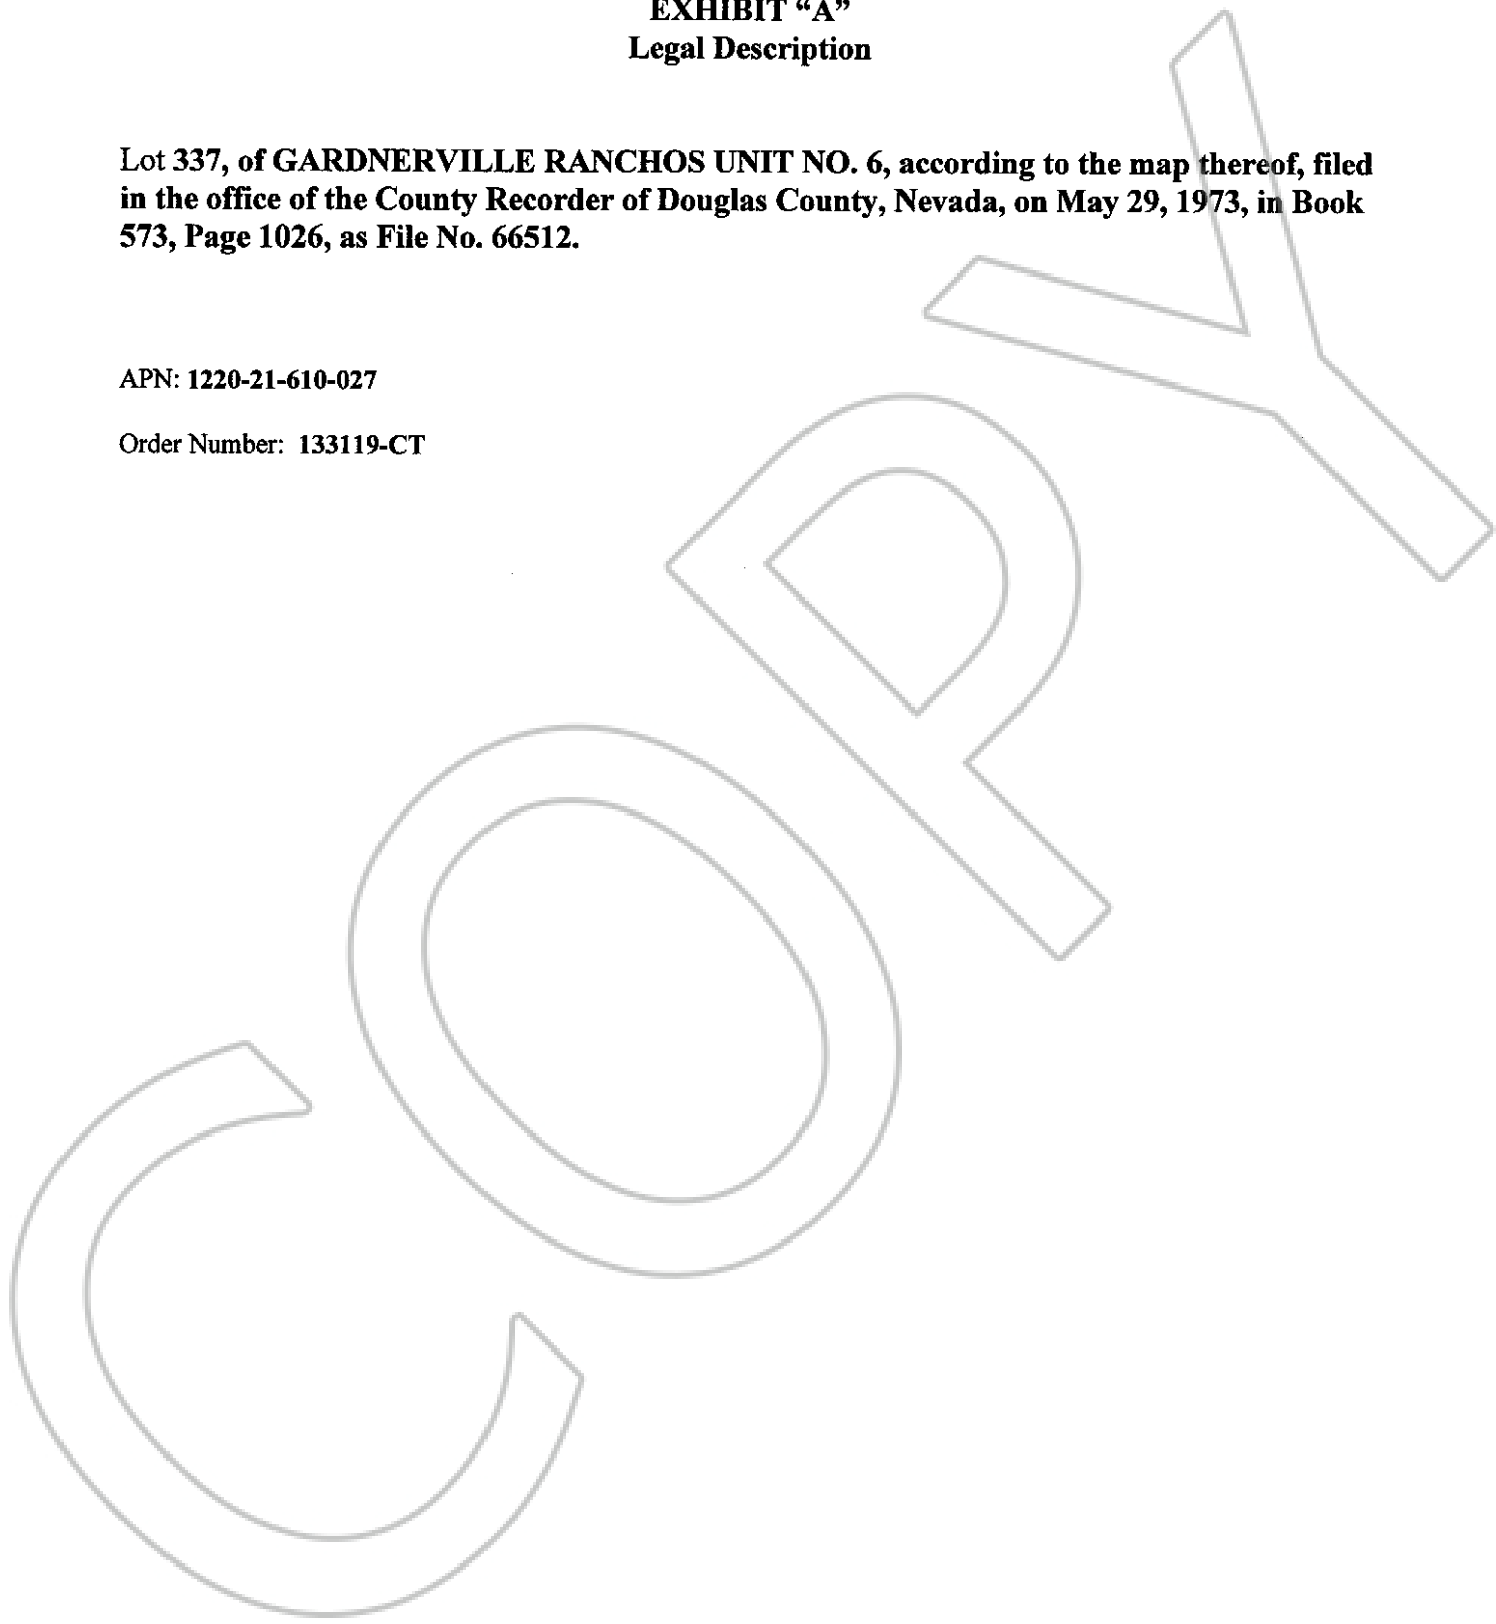 EXHIBIT “A”
Legal Description
Lot 337, of GARDNERVILLE RANCHOS UNIT NO. 6, according to the map thereof, filed
in the office of the County Recorder of Douglas County, Nevada, on May 29, 1973, in Book
573, Page 1026, as File No. 66512.
APN: 1220-21-610-027
Order Number: 133119-CT
COPY